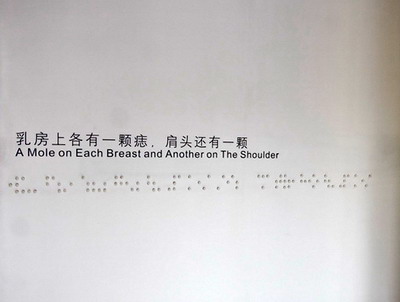 乳房上各有一颗痣，肩头还有一颗
A Mole on Each Breast and Another on The Shoulder